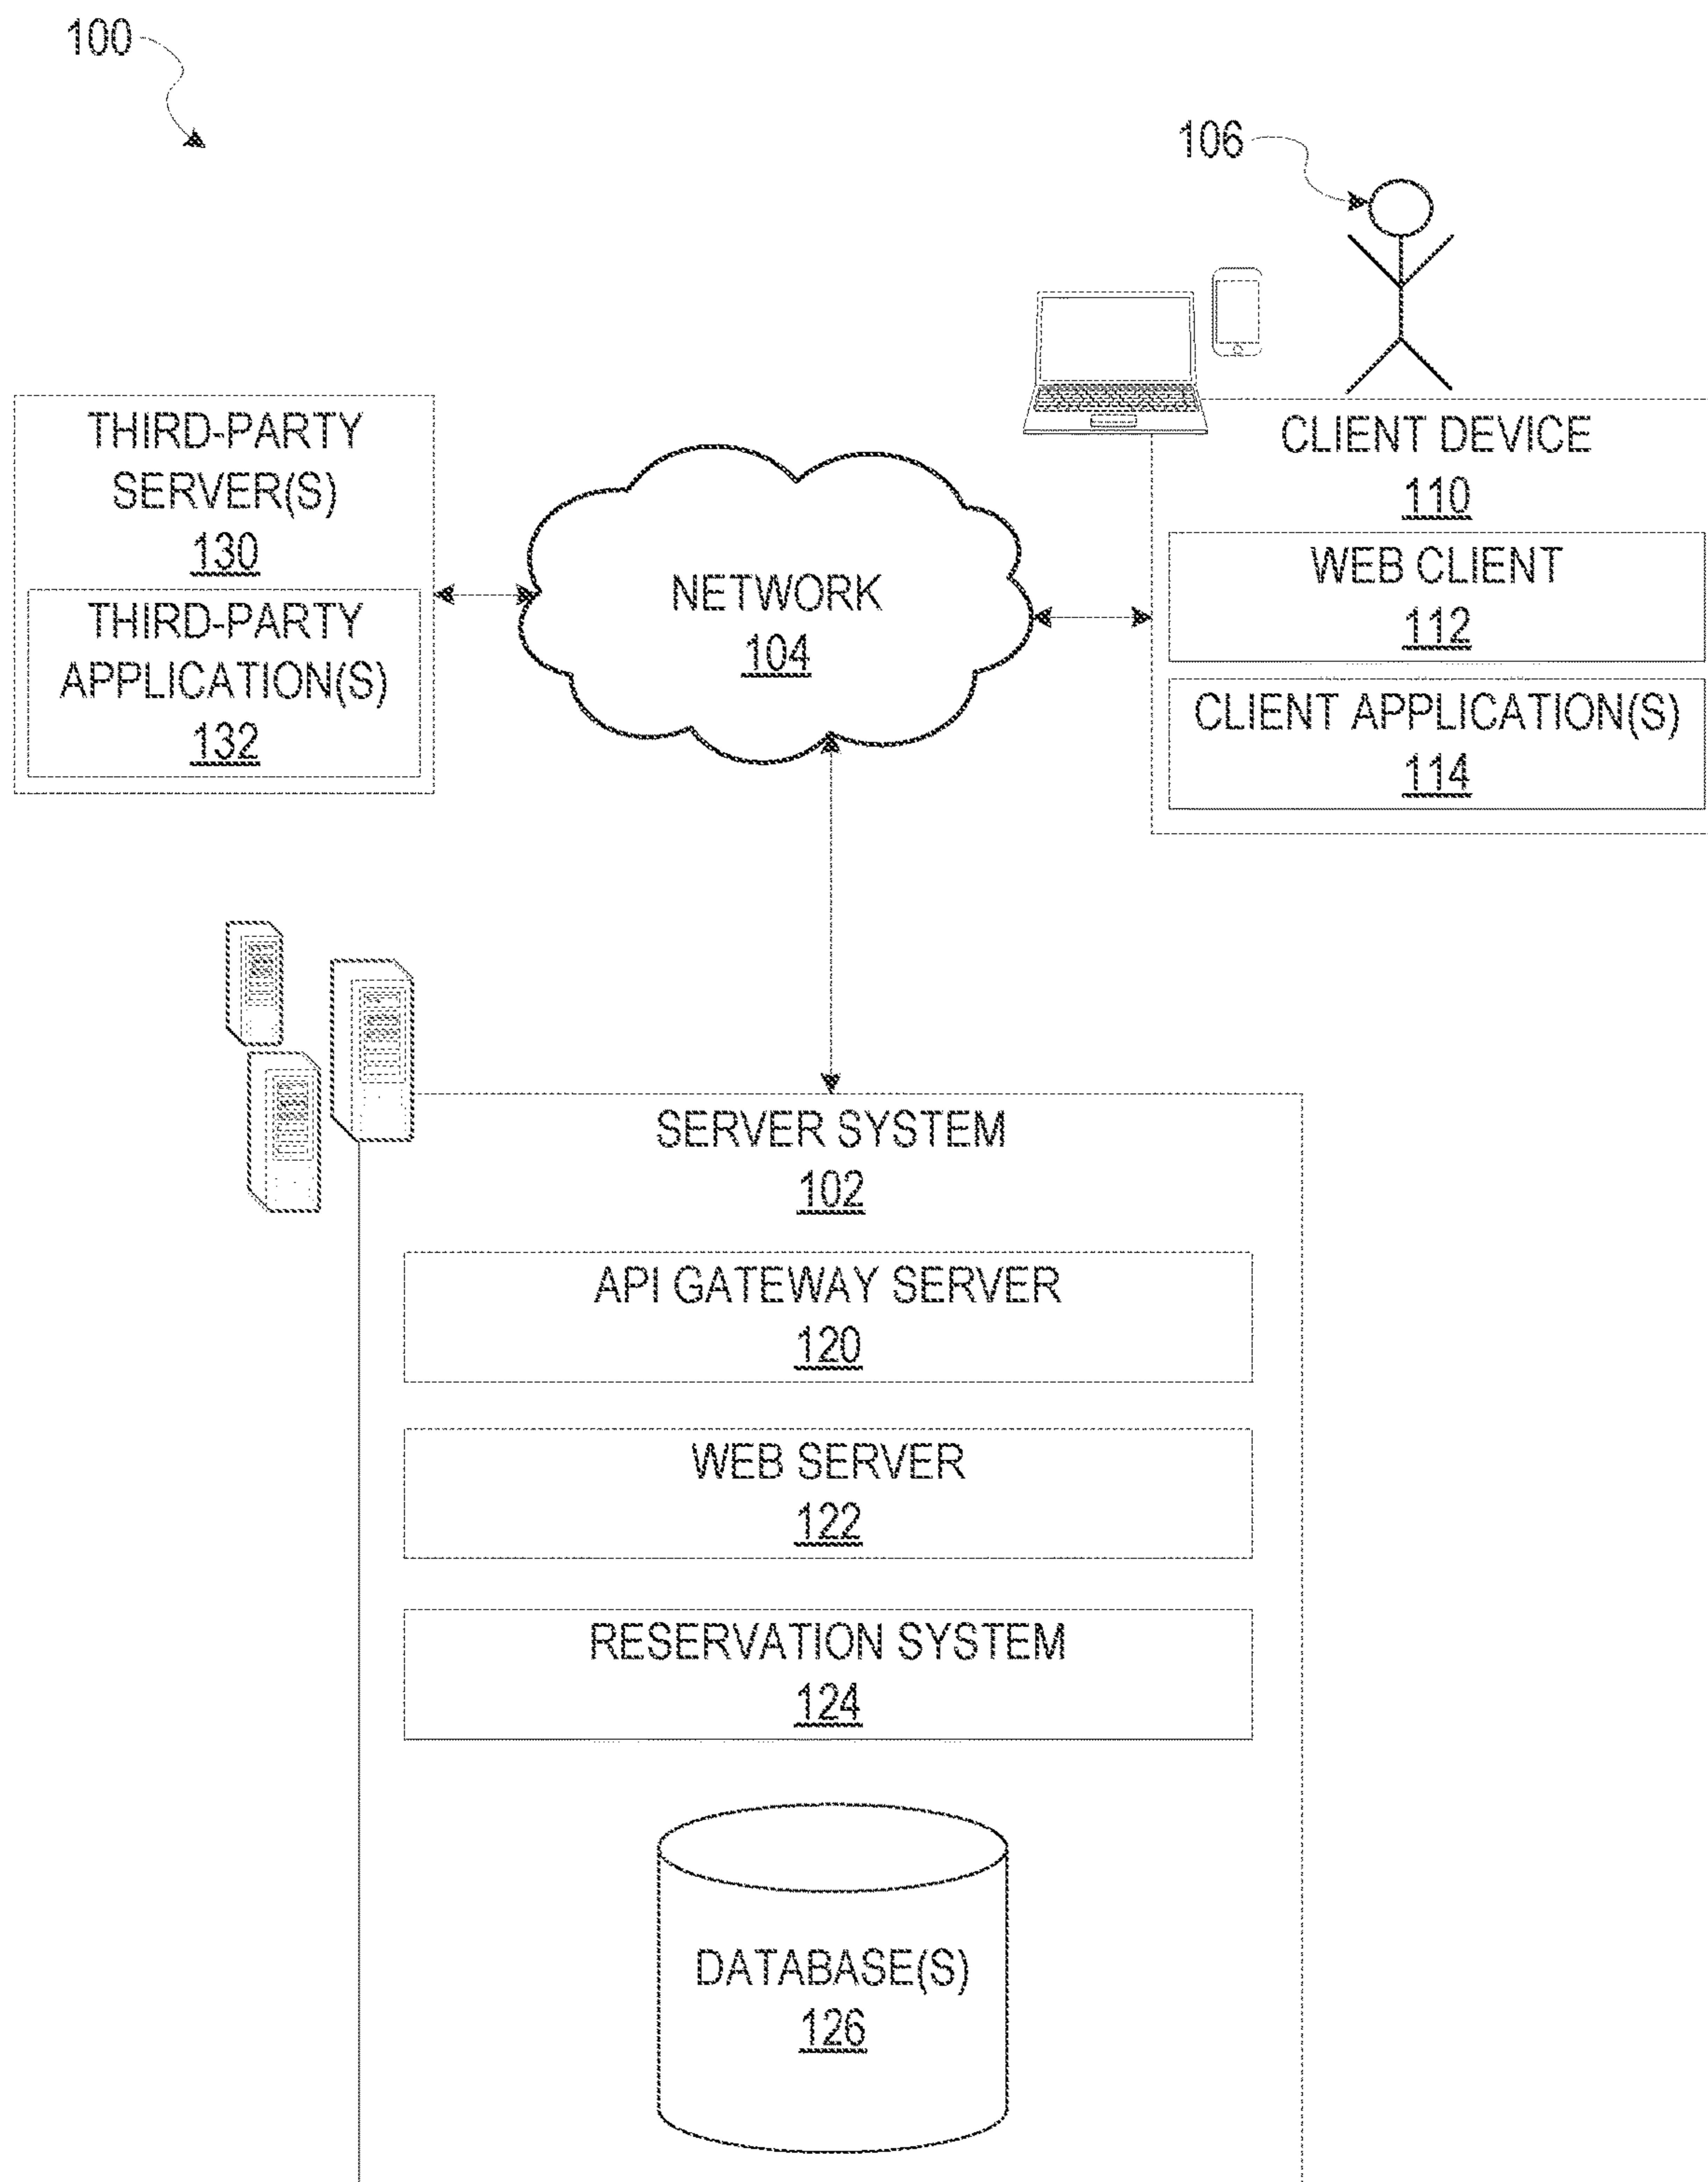 100
106
THIRD-PARTY
SERVER(S)
130
THIRD-PARTY
APPLICATION(S)
132
NETWORK
104
CLIENT DEVICE
110
WEB CLIENT
112
CLIENT APPLICATION(S)
114
SERVER SYSTEM
102
API GATEWAY SERVER
120
WEB SERVER
122
RESERVATION SYSTEM
124
DATABASE(S)
126